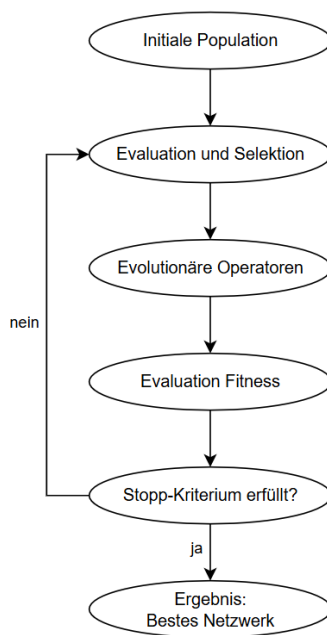 Initiale Population
Evaluation und Selektion
Evolutionäre Operatoren
nein
Evaluation Fitness
Stopp-Kriterium erfüllt?
ja
Ergebnis:
Bestes Netzwerk